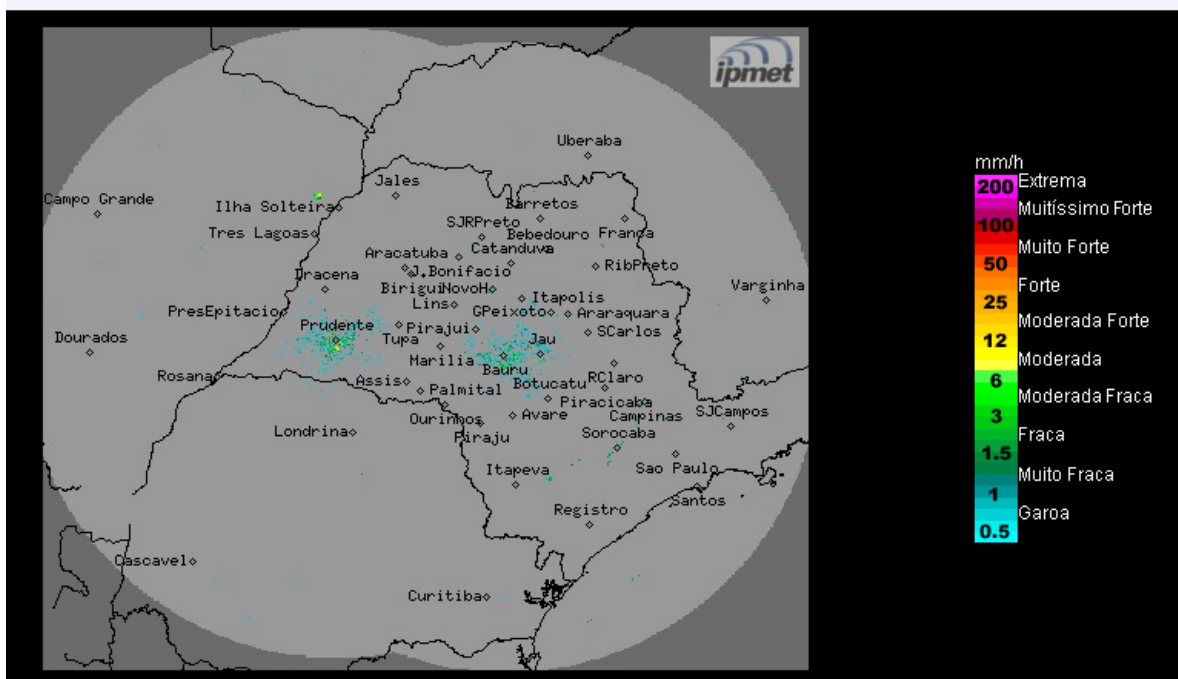 ipmet
Uberaba
Jales
Campo Grande
Ilha Solteira
Barretos
SJRPreto
Tres Lagoas
Bebedouro
Franca
Catanduva
Aracatuba
J.Bonifacio
RibPreto
Dracena
Birigui
NovoH
Itapolis
Varginha
Lins
PresEpitacio
GPeixoto
Araraquara
Prudente
Pirajui
SCarlos
Dourados
Tupa
Jau
Marilia
Bauru
Rosana
Assis
Botucatu
RClaro
Palmital
Piracicaba
Ourinhos
Avare
Campinas
SJCampos
Londrina
Piraju
Sorocaba
Itapeva
Sao Paulo
Santos
Registro
Cascavel
Curitiba
mm/h
200
Extrema
Muitíssimo Forte
100
Muito Forte
50
Forte
25
Moderada Forte
12
Moderada
6
Moderada Fraca
3
Fraca
1.5
Muito Fraca
1
Garoa
0.5